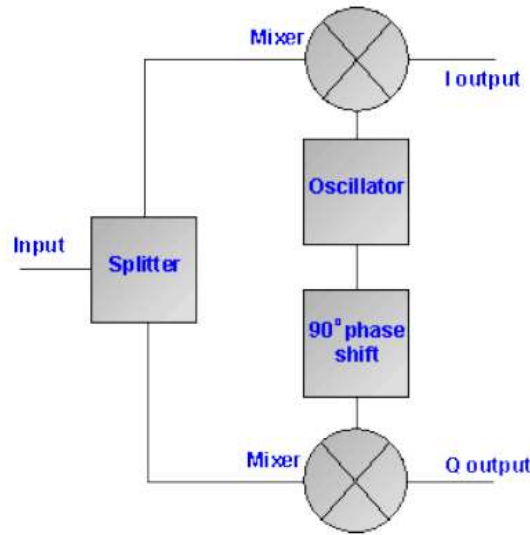 Mixer
I output
Oscillator
Input
Splitter
90° phase
shift
Mixer
Q output